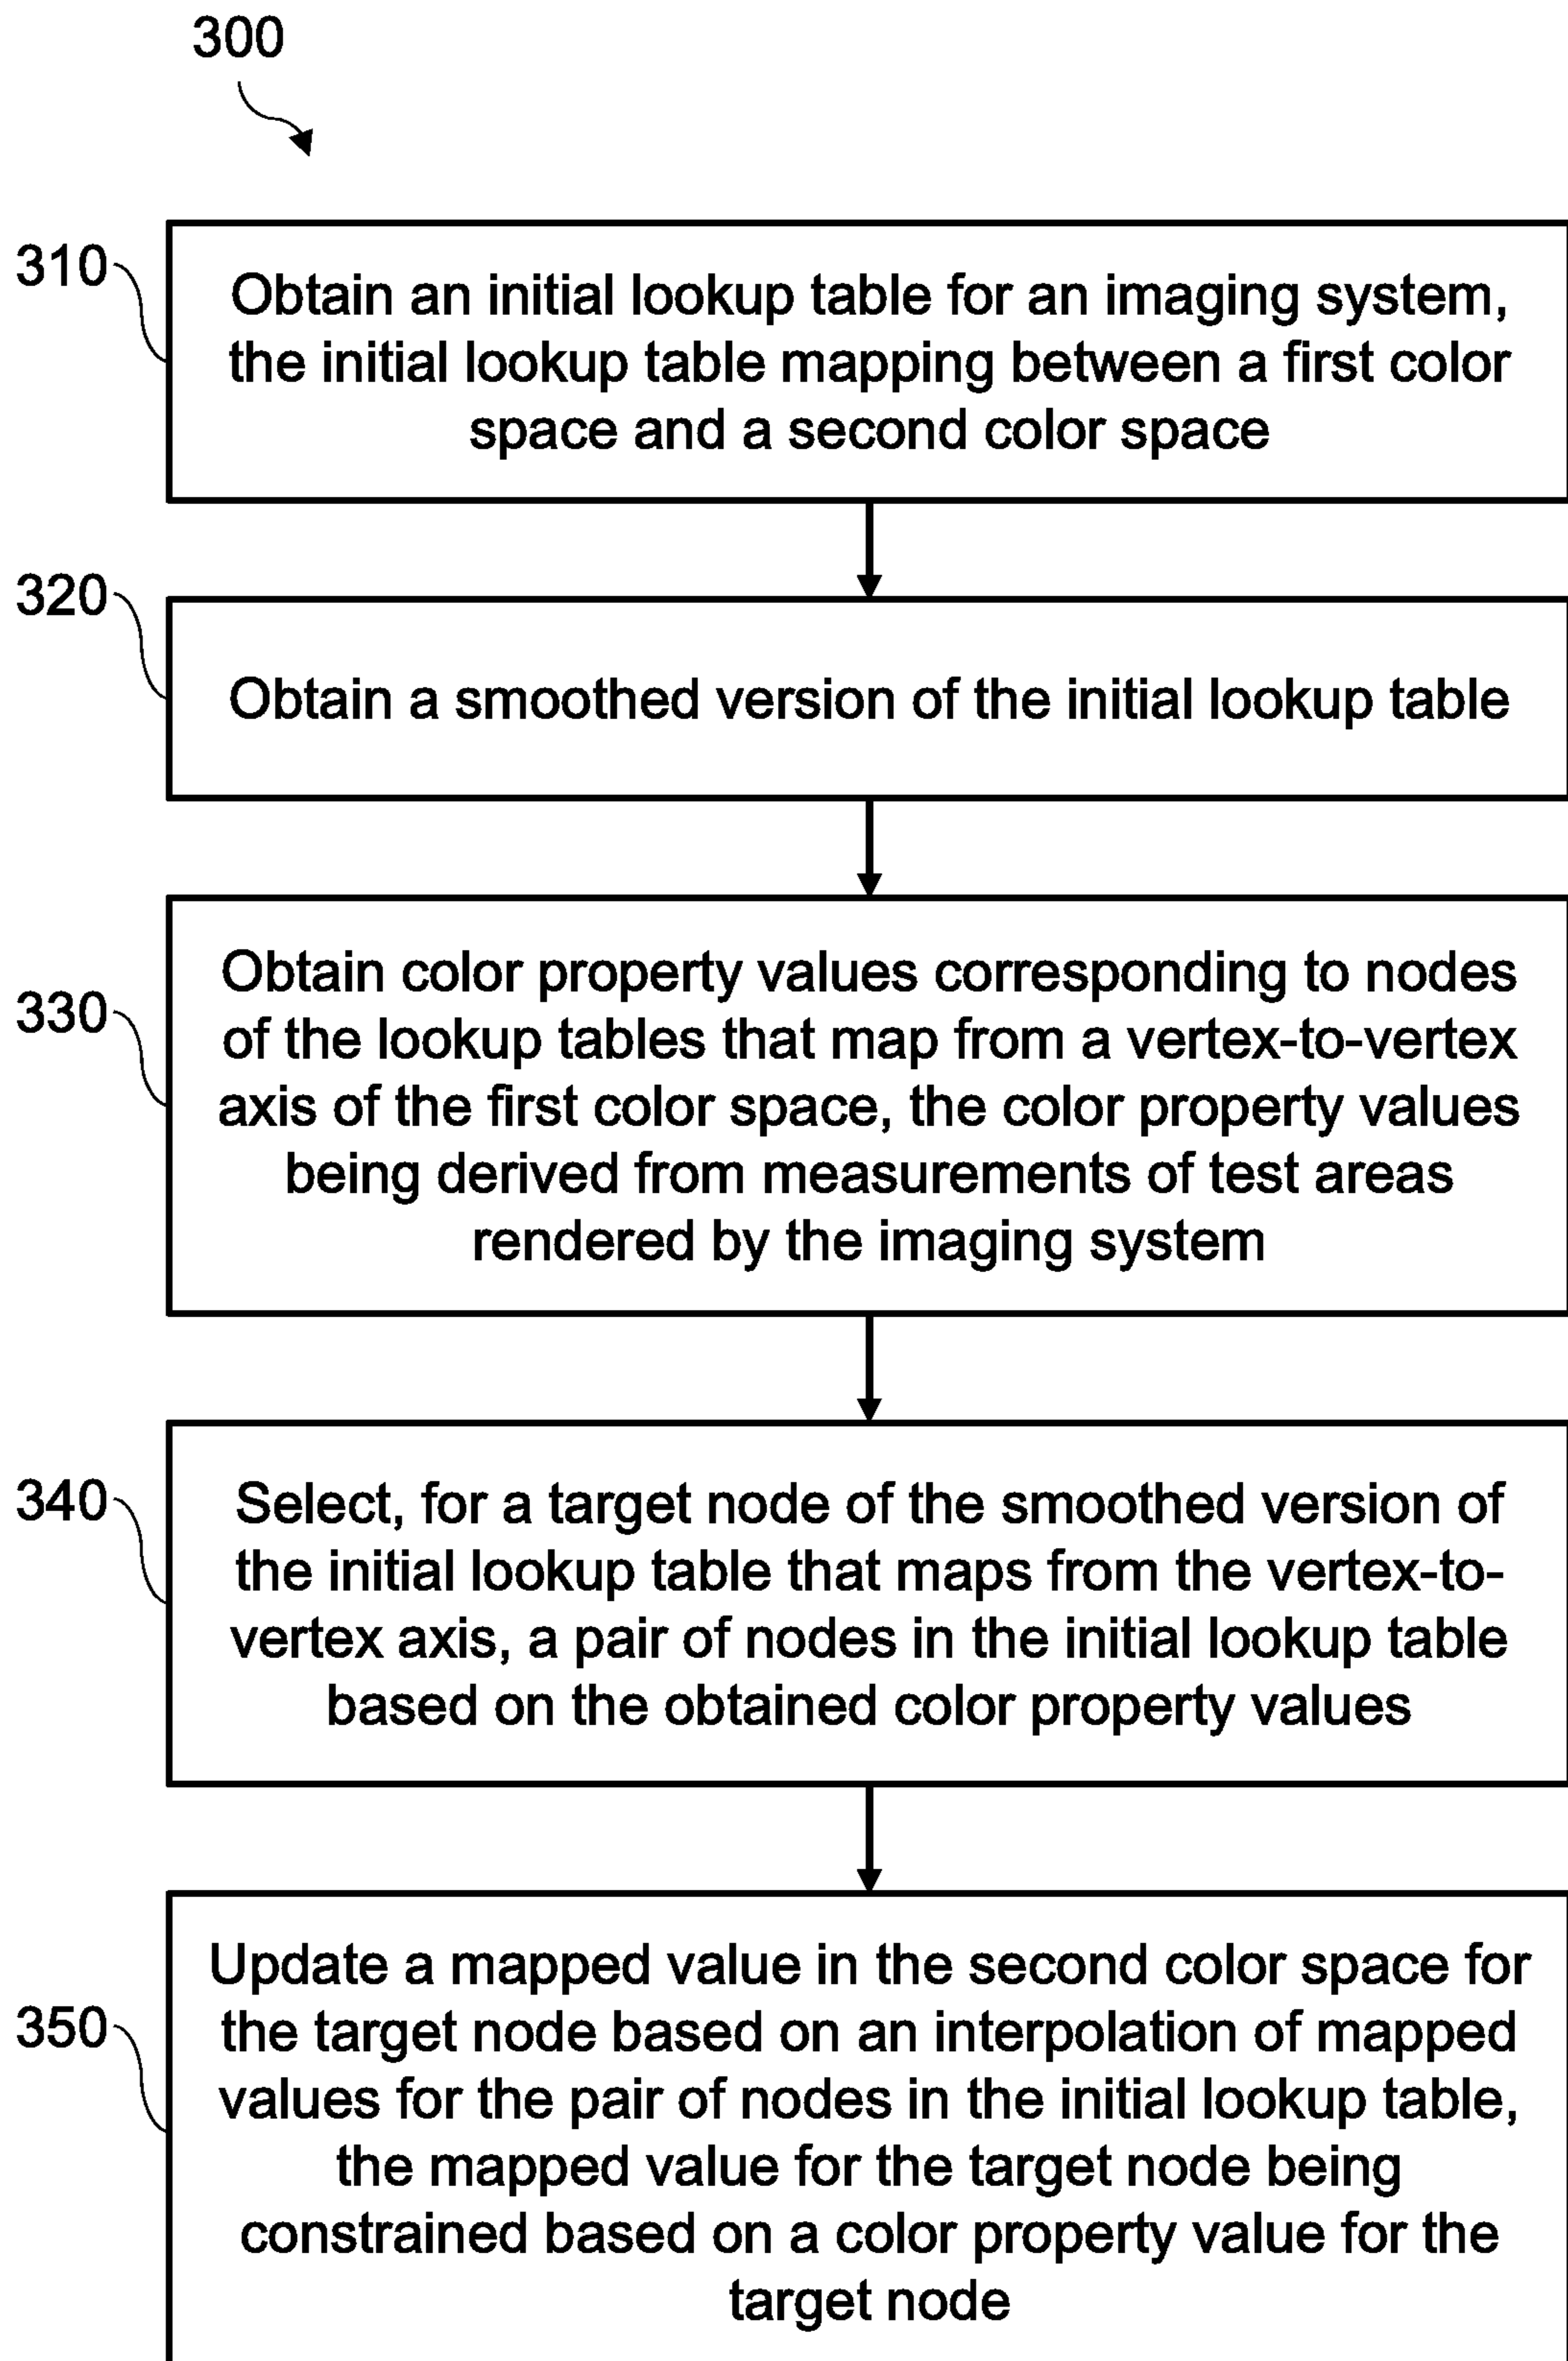 300
310
Obtain an initial lookup table for an imaging system,
the initial lookup table mapping between a first color
space and a second color space
320
Obtain a smoothed version of the initial lookup table
330
Obtain color property values corresponding to nodes
of the lookup tables that map from a vertex-to-vertex
axis of the first color space, the color property values
being derived from measurements of test areas
rendered by the imaging system
340
Select, for a target node of the smoothed version of
the initial lookup table that maps from the vertex-to-
vertex axis, a pair of nodes in the initial lookup table
based on the obtained color property values
350
Update a mapped value in the second color space for
the target node based on an interpolation of mapped
values for the pair of nodes in the initial lookup table,
the mapped value for the target node being
constrained based on a color property value for the
target node